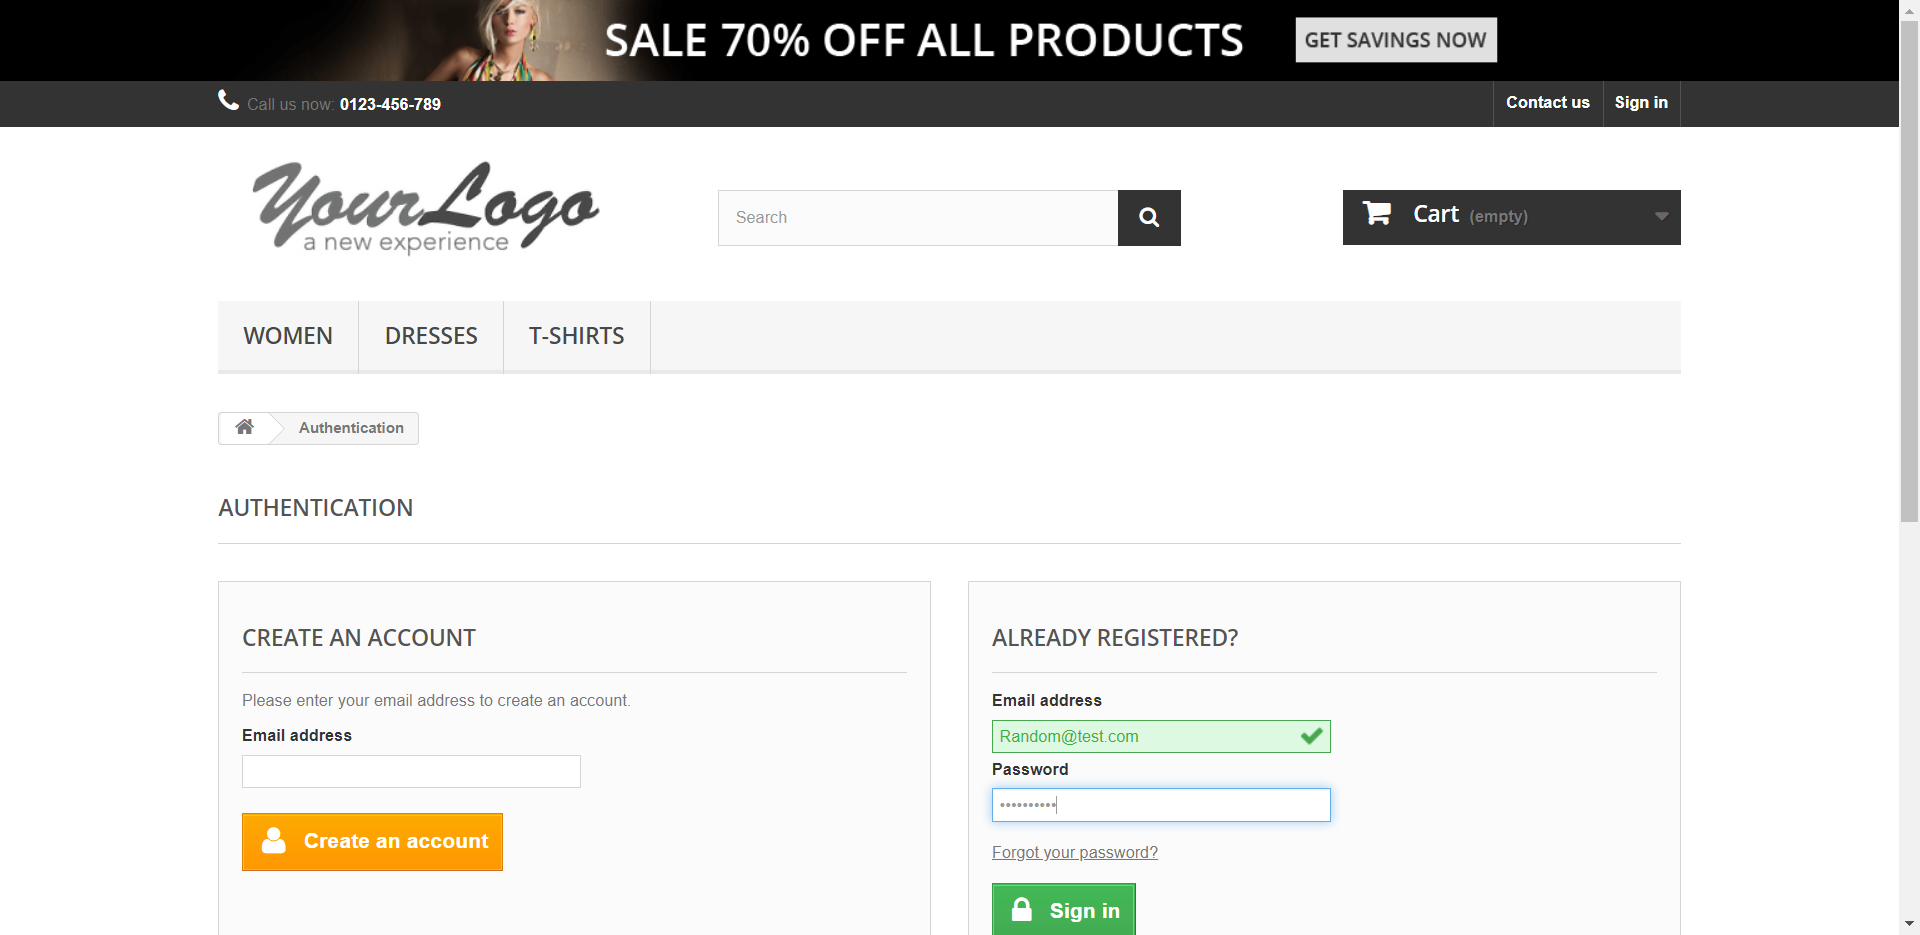 SALE 70% OFF ALL PRODUCTS
GET SAVINGS NOW
Call us now: 0123-456-789
Contact us
Sign in
Your Logo
a new experience
Search
Cart (empty)
WOMEN
DRESSES
T-SHIRTS
Authentication
AUTHENTICATION
CREATE AN ACCOUNT
Please enter your email address to create an account.
Email address
Create an account
ALREADY REGISTERED?
Email address
Random@test.com
Password
••••••••••
Forgot your password?
Sign in